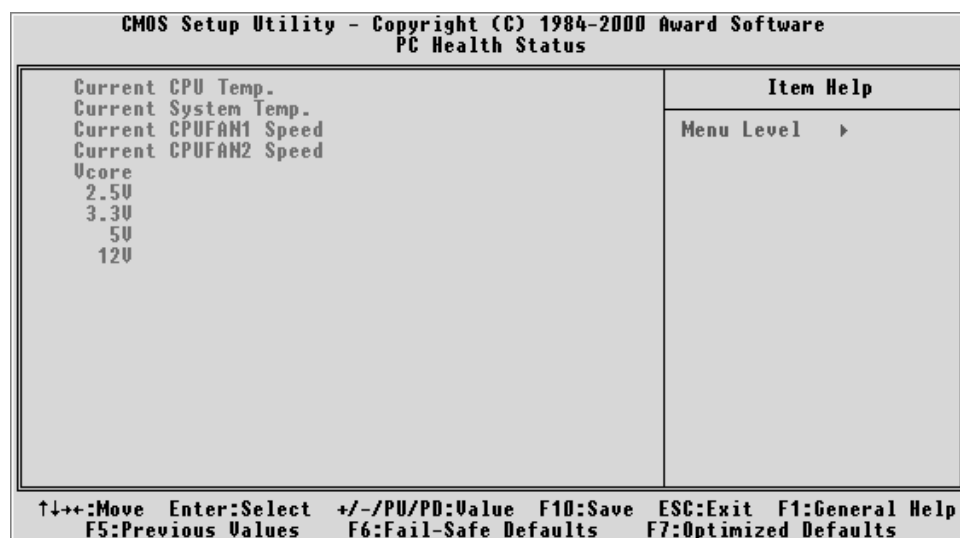 CMOS Setup Utility - Copyright (C) 1984-2000 Award Software
PC Health Status
Current CPU Temp.
Current System Temp.
Current CPUFAN1 Speed
Current CPUFAN2 Speed
Vcore
2.5V
3.3V
5V
12V
Item Help
Menu Level ▸
↑↓→←:Move Enter:Select +/-/PU/PD:Value F10:Save ESC:Exit F1:General Help
F5:Previous Values F6:Fail-Safe Defaults F7:Optimized Defaults